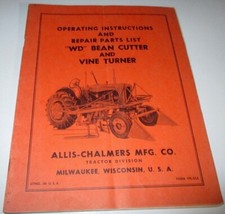 OPERATING INSTRUCTIONS
AND
REPAIR PARTS LIST
"WD" BEAN CUTTER
AND
VINE TURNER
ALLIS-CHALMERS MFG. CO.
TRACTOR DIVISION
MILWAUKEE, WISCONSIN, U. S. A.